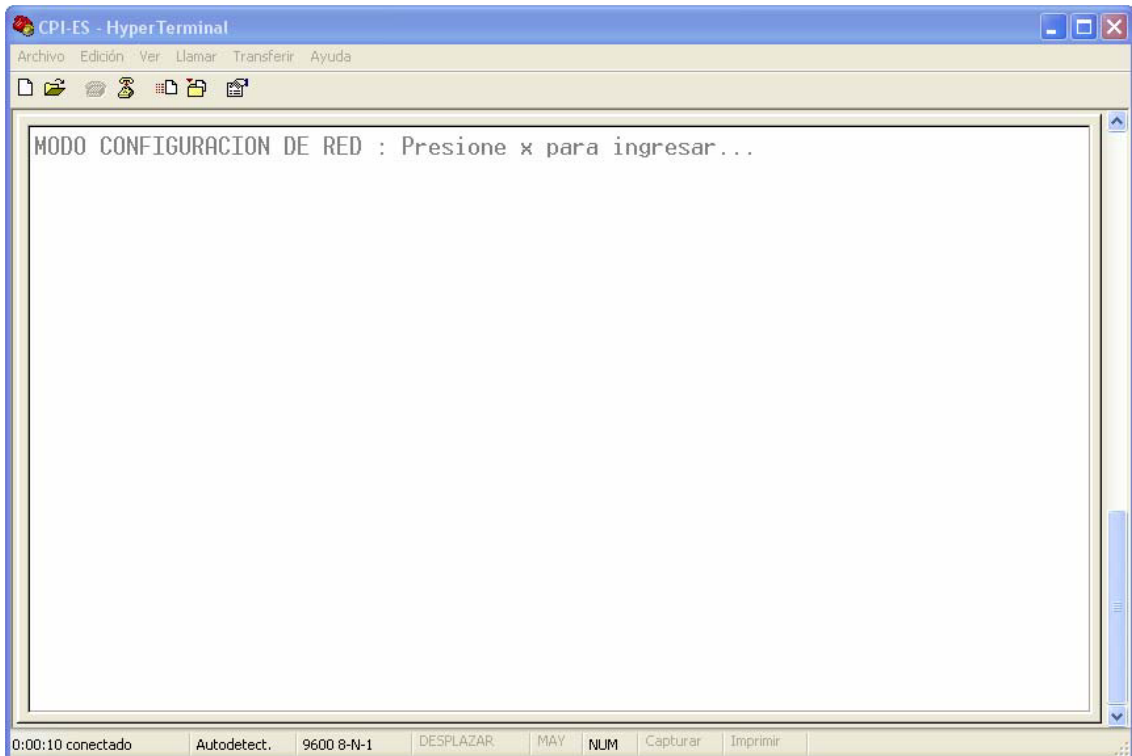 CPI-ES - HyperTerminal
Archivo Edición Ver Llamar Transferir Ayuda
MODO CONFIGURACION DE RED : Presione x para ingresar...
0:00:10 conectado Autodetect. 9600 8-N-1 DESPLAZAR MAY NUM Capturar Imprimir